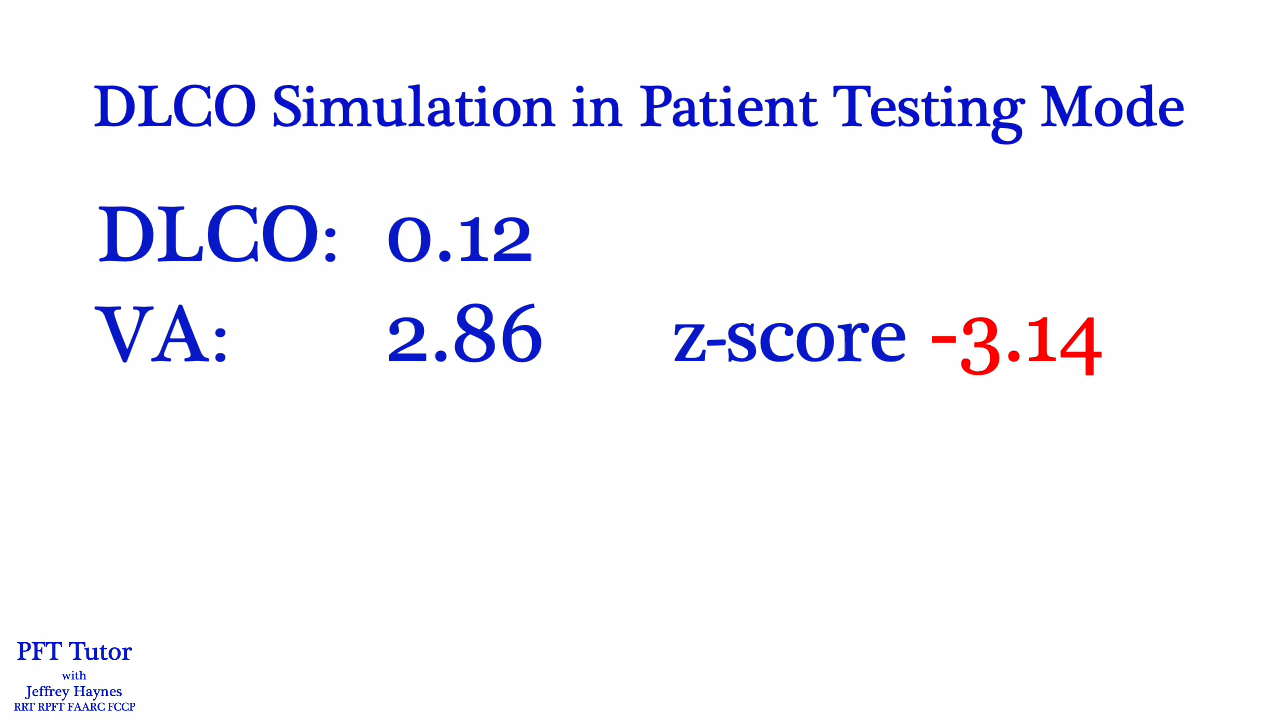 DLCO Simulation in Patient Testing Mode
DLCO: 0.12
VA: 2.86 z-score -3.14
PFT Tutor
with
Jeffrey Haynes
RRT RPFT FAARC FCCP